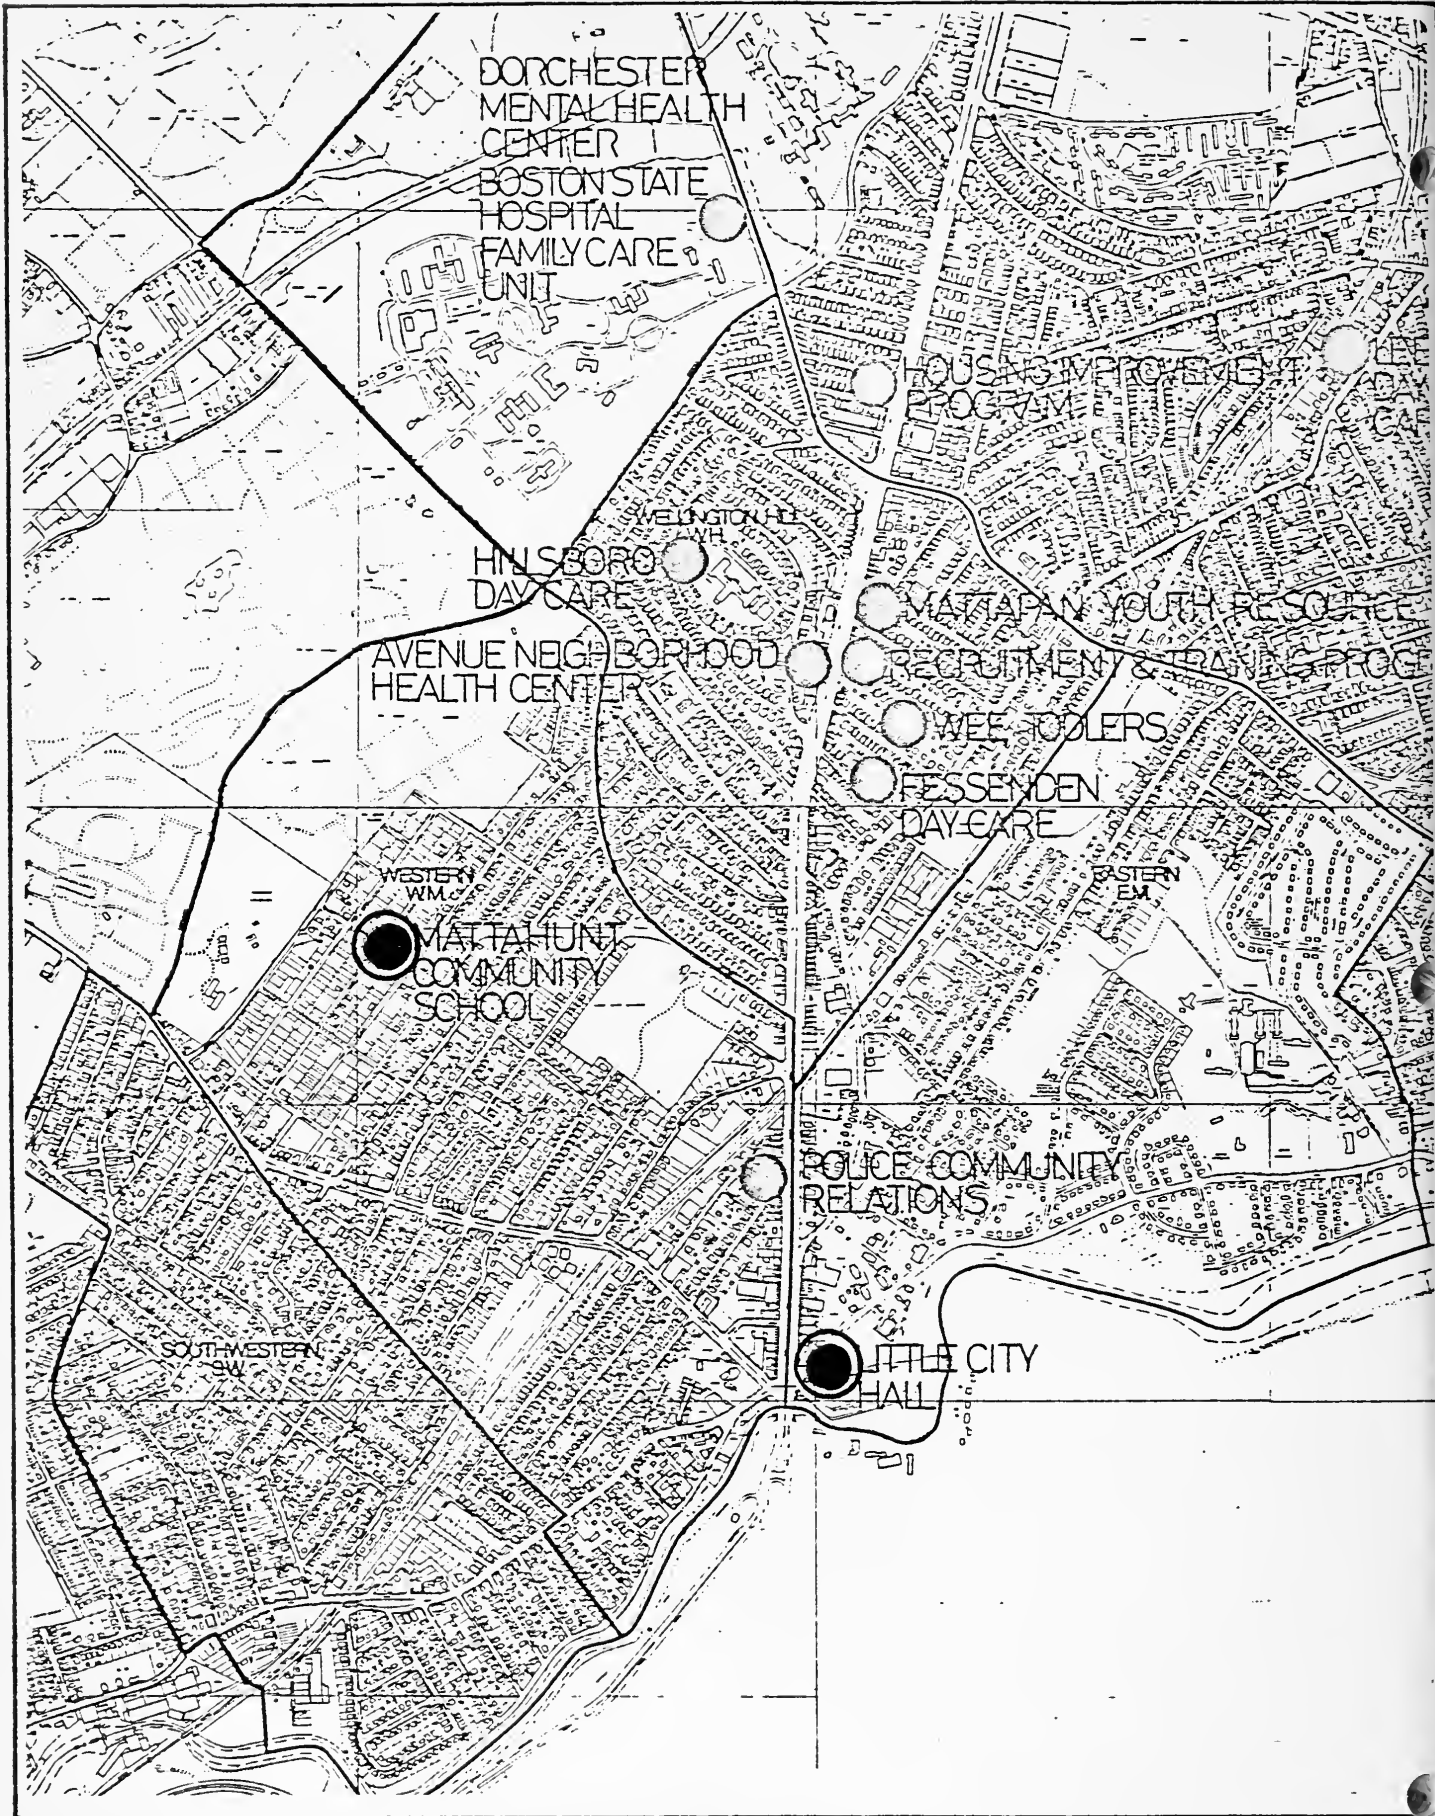 DORCHESTER
MENTAL HEALTH
CENTER
BOSTON STATE
HOSPITAL
FAMILY CARE
UNIT
HOUSING IMPROVEMENT
PROGRAM
WELLINGTON HILL
W.H.
HILLSBORO
DAY CARE
MATTAPAN YOUTH RESOURCE
AVENUE NEIGHBORHOOD
HEALTH CENTER
RECRUITMENT & TRAINING PROG
WEE TODLERS
FESSENDEN
DAY CARE
WESTERN
W.M.
EASTERN
E.M.
MATTAHUNT
COMMUNITY
SCHOOL
POLICE COMMUNITY
RELATIONS
SOUTHWESTERN
S.W.
LITTLE CITY
HALL